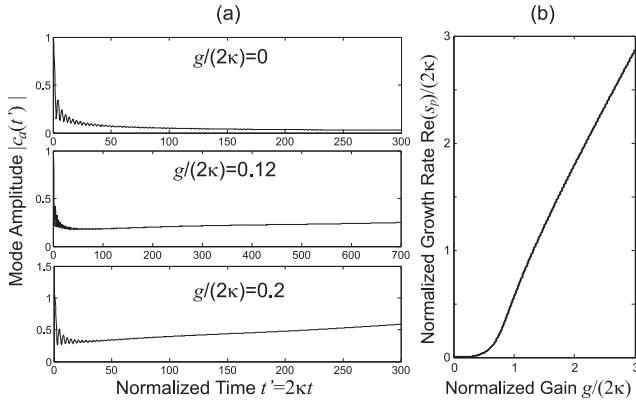 (a)
(b)
Mode Amplitude |c_a(t') |
1
0.5
0
g/(2κ)=0
0 50 100 150 200 250 300
1
0.5
0
g/(2κ)=0.12
0 100 200 300 400 500 600 700
1.5
1
0.5
0
g/(2κ)=0.2
0 50 100 150 200 250 300
Normalized Time t'=2κt
Normalized Growth Rate Re(s_p)/(2κ)
3
2
1
0
0 1 2 3
Normalized Gain g/(2κ)